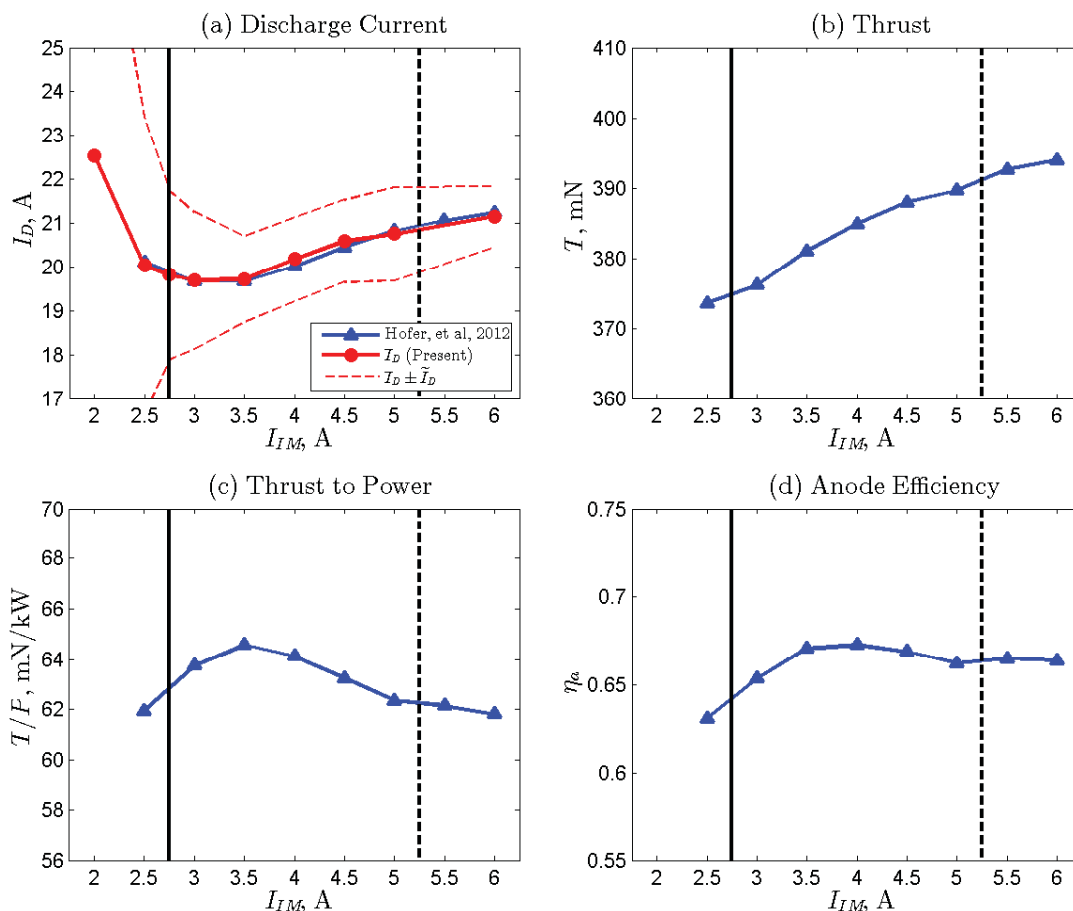 (a) Discharge Current
25
24
23
22
21
20
19
18
17
I_D, A
Hofer, et al, 2012
I_D (Present)
I_D ± Ĩ_D
2 2.5 3 3.5 4 4.5 5 5.5 6
I_IM, A
(b) Thrust
410
400
390
380
370
360
T, mN
2 2.5 3 3.5 4 4.5 5 5.5 6
I_IM, A
(c) Thrust to Power
70
68
66
64
62
60
58
56
T/P, mN/kW
2 2.5 3 3.5 4 4.5 5 5.5 6
I_IM, A
(d) Anode Efficiency
0.75
0.7
0.65
0.6
0.55
η_a
2 2.5 3 3.5 4 4.5 5 5.5 6
I_IM, A